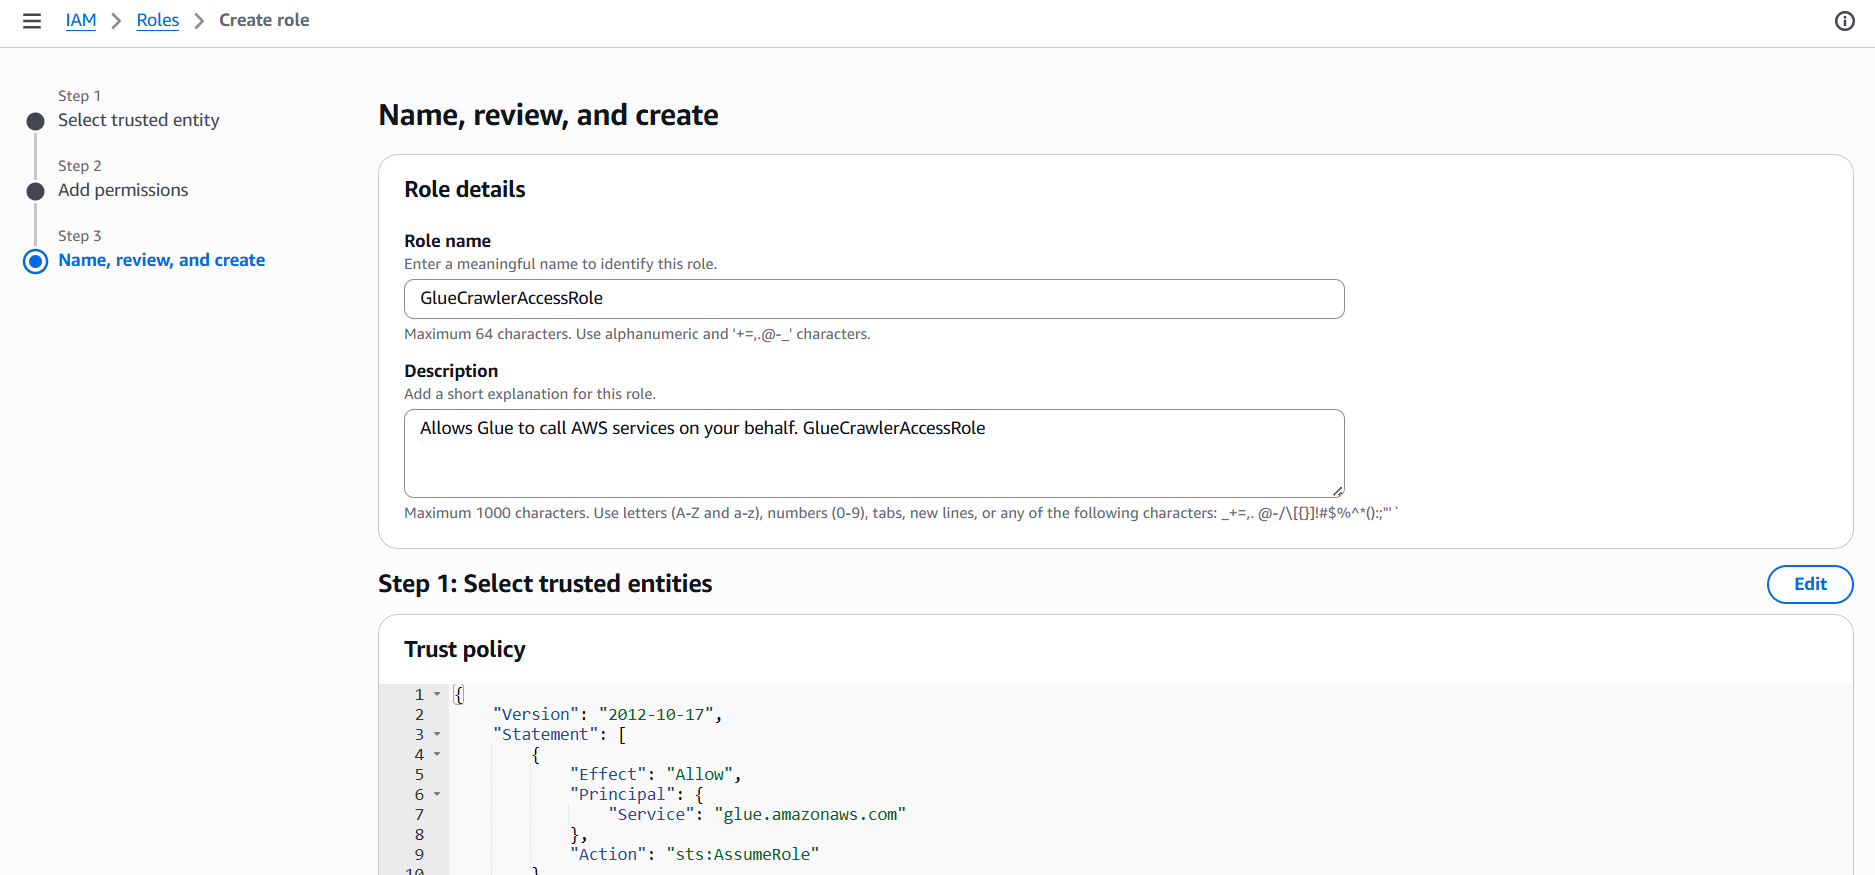 IAM > Roles > Create role
Step 1
Select trusted entity
Step 2
Add permissions
Step 3
Name, review, and create
Name, review, and create
Role details
Role name
Enter a meaningful name to identify this role.
GlueCrawlerAccessRole
Maximum 64 characters. Use alphanumeric and '+=,.@-_' characters.
Description
Add a short explanation for this role.
Allows Glue to call AWS services on your behalf. GlueCrawlerAccessRole
Maximum 1000 characters. Use letters (A-Z and a-z), numbers (0-9), tabs, new lines, or any of the following characters: _+=,. @-/\[{}]!#$%^*();:"'`
Step 1: Select trusted entities
Edit
Trust policy
1 {
2 "Version": "2012-10-17",
3 "Statement": [
4 {
5 "Effect": "Allow",
6 "Principal": {
7 "Service": "glue.amazonaws.com"
8 },
9 "Action": "sts:AssumeRole"
10 }